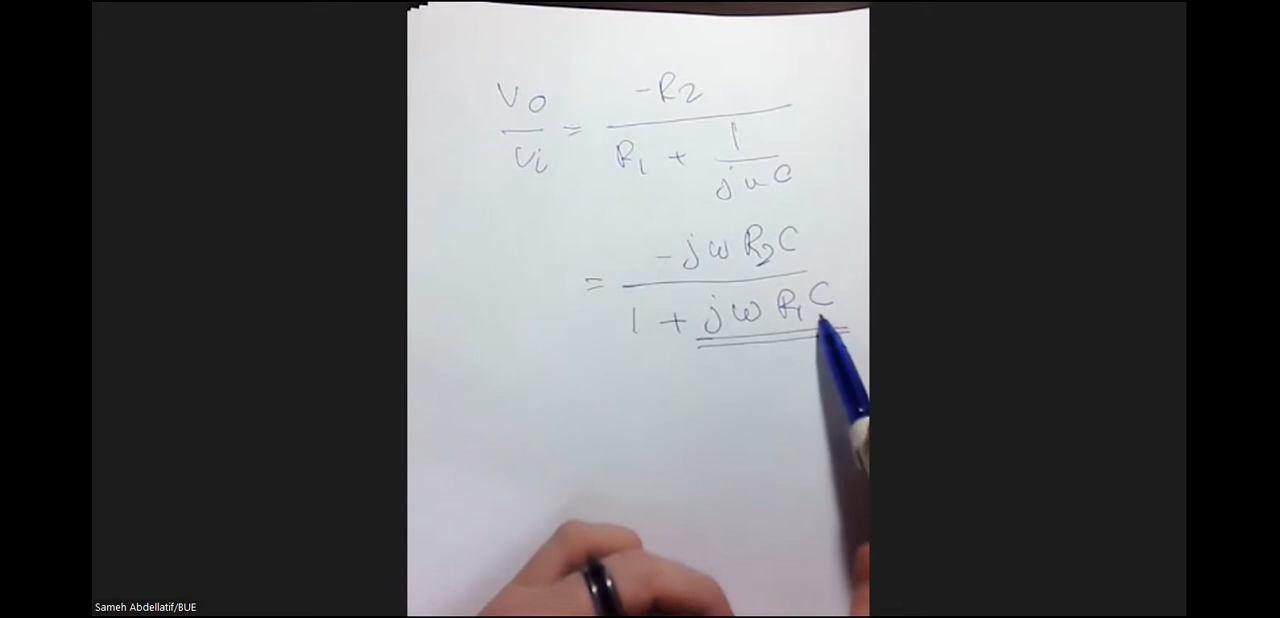 Vo/Vi = -R2 / (R1 + 1/(jωC))
= -jωR2C / (1 + jωR1C)
Sameh Abdellatif/BUE